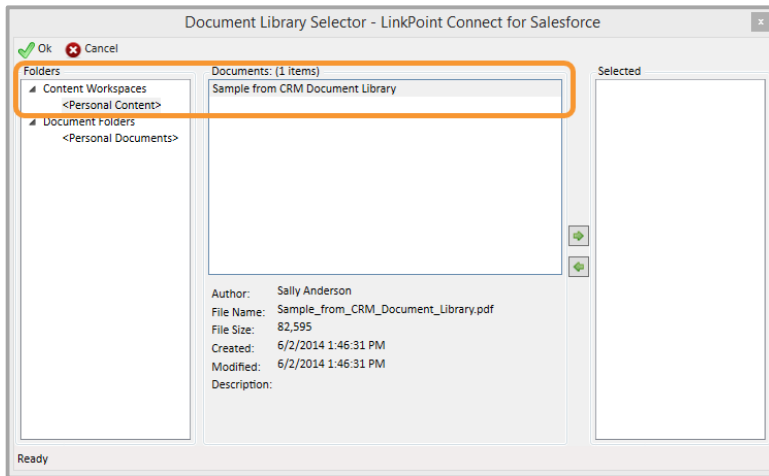 Document Library Selector - LinkPoint Connect for Salesforce
x
Ok Cancel
Folders
Content Workspaces
<Personal Content>
Document Folders
<Personal Documents>
Documents: (1 items)
Sample from CRM Document Library
Author: Sally Anderson
File Name: Sample_from_CRM_Document_Library.pdf
File Size: 82,595
Created: 6/2/2014 1:46:31 PM
Modified: 6/2/2014 1:46:31 PM
Description:
Selected
Ready